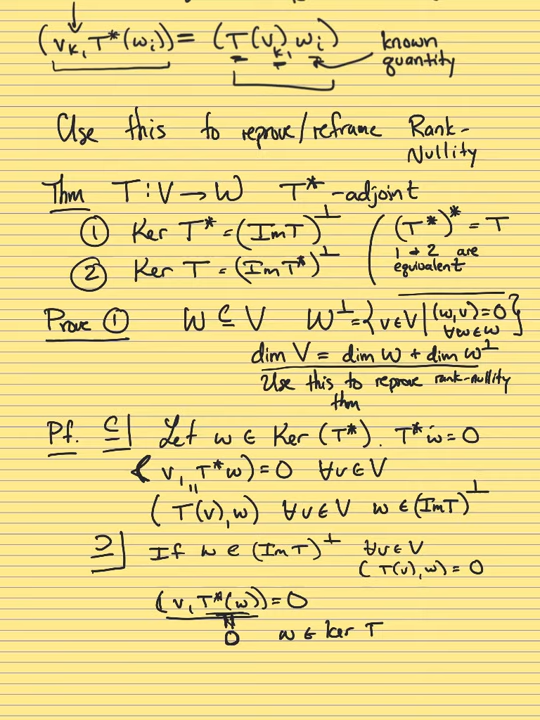 (v_k, T*(w_i)) = (T(v_k), w_i)
known quantity
Use this to reprove/reframe Rank-
Nullity
Thm T : V → W T* -adjoint
① Ker T* = (Im T)^⊥
② Ker T = (Im T*)^⊥
( (T*)* = T
1 + 2 are
equivalent
Prove ① W ⊆ V W^⊥ = {v ∈ V | (w,v) = 0 ∀w ∈ W}
dim V = dim W + dim W^⊥
Use this to reprove rank-nullity
thm
Pf. ⊆] Let w ∈ Ker (T*). T*w = 0
(v, T*w) = 0 ∀v ∈ V
||
(T(v), w) ∀v ∈ V w ∈ (Im T)^⊥
⊇] If w ∈ (Im T)^⊥ ∀v ∈ V
(T(v), w) = 0
(v, T*(w)) = 0
||
0 w ∈ ker T